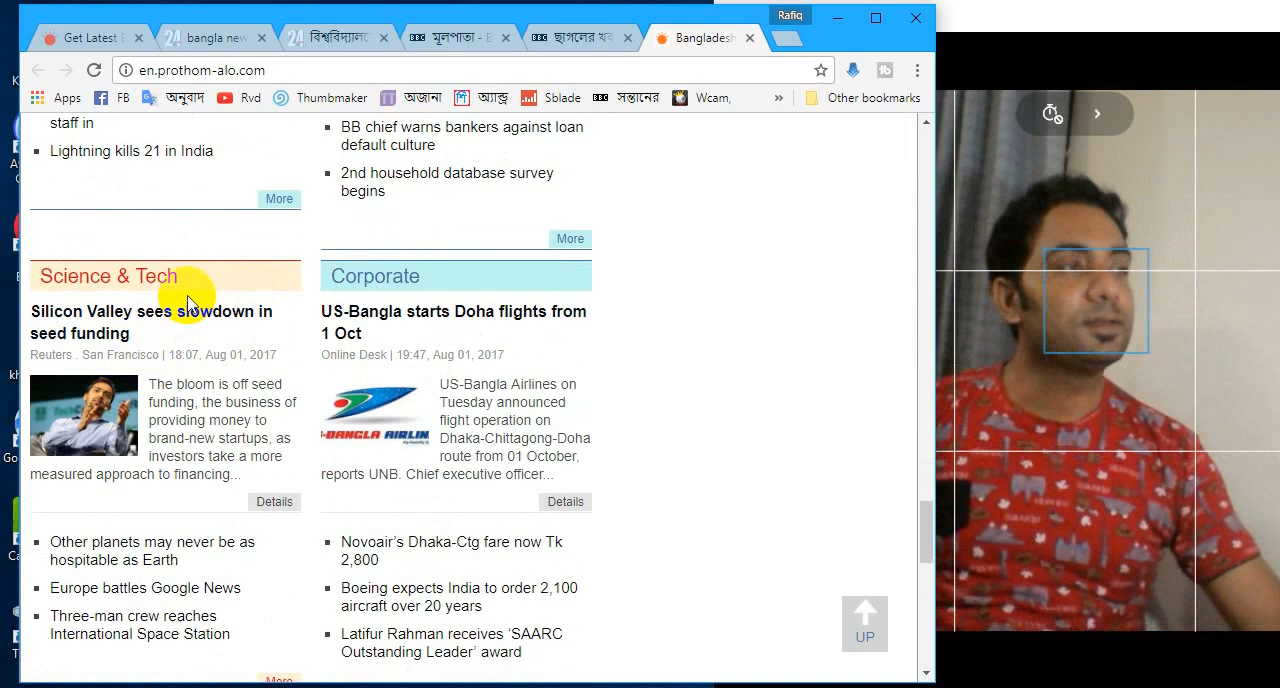 Rafiq
Get Latest
bangla new
বিশ্ববিদ্যালয়ে
BBC মূলপাতা - B
BBC ছাগলের খব
Bangladesh
en.prothom-alo.com
Apps
FB
অনুবাদ
Rvd
Thumbmaker
অজানা
অ্যান্ড্র
Sblade
BBC সন্তানের
Wcam,
»
Other bookmarks
staff in
Lightning kills 21 in India
More
BB chief warns bankers against loan
default culture
2nd household database survey
begins
More
Science & Tech
Silicon Valley sees slowdown in
seed funding
Reuters . San Francisco | 18:07, Aug 01, 2017
The bloom is off seed
funding, the business of
providing money to
brand-new startups, as
investors take a more
measured approach to financing...
Details
Other planets may never be as
hospitable as Earth
Europe battles Google News
Three-man crew reaches
International Space Station
More
Corporate
US-Bangla starts Doha flights from
1 Oct
Online Desk | 19:47, Aug 01, 2017
US-Bangla Airlines on
Tuesday announced
flight operation on
Dhaka-Chittagong-Doha
route from 01 October,
reports UNB. Chief executive officer...
Details
Novoair’s Dhaka-Ctg fare now Tk
2,800
Boeing expects India to order 2,100
aircraft over 20 years
Latifur Rahman receives ‘SAARC
Outstanding Leader’ award
UP